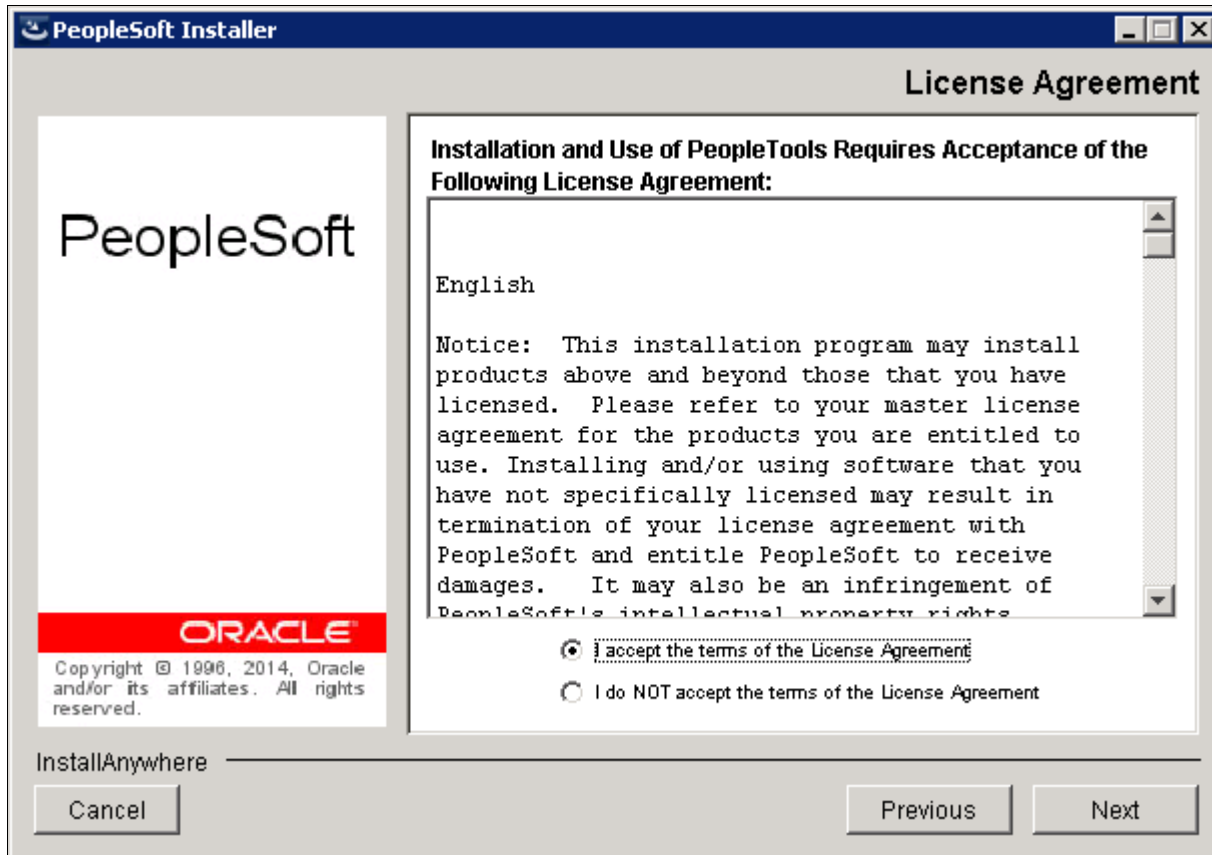 PeopleSoft Installer
License Agreement
PeopleSoft
ORACLE
Copyright © 1996, 2014, Oracle
and/or its affiliates. All rights
reserved.
Installation and Use of PeopleTools Requires Acceptance of the
Following License Agreement:
English
Notice:  This installation program may install
products above and beyond those that you have
licensed.  Please refer to your master license
agreement for the products you are entitled to
use. Installing and/or using software that you
have not specifically licensed may result in
termination of your license agreement with
PeopleSoft and entitle PeopleSoft to receive
damages.   It may also be an infringement of
PeopleSoft's intellectual property rights
I accept the terms of the License Agreement
I do NOT accept the terms of the License Agreement
InstallAnywhere
Cancel
Previous
Next